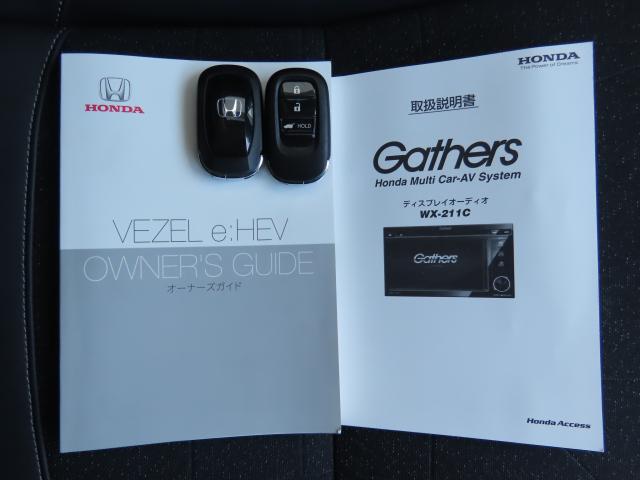 HONDA
HOLD
VEZEL e:HEV
OWNER'S GUIDE
オーナーズガイド
HONDA
The Power of Dreams
取扱説明書
Gathers
Honda Multi Car-AV System
ディスプレイオーディオ
WX-211C
Gathers
Honda Access